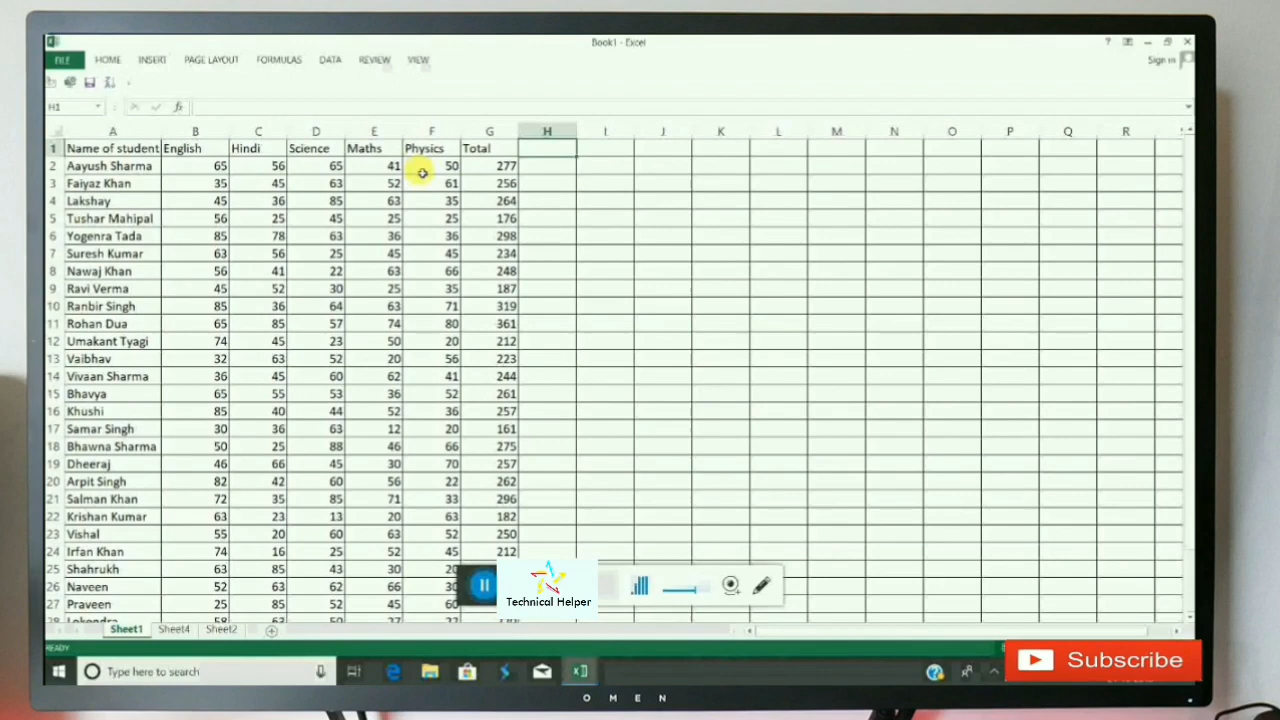 Book1 - Excel
?
FILE HOME INSERT PAGE LAYOUT FORMULAS DATA REVIEW VIEW Sign in
H1 fx
A B C D E F G H I J K L M N O P Q R
1 Name of student English Hindi Science Maths Physics Total
2 Aayush Sharma 65 56 65 41 50 277
3 Faiyaz Khan 35 45 63 52 61 256
4 Lakshay 45 36 85 63 35 264
5 Tushar Mahipal 56 25 45 25 25 176
6 Yogenra Tada 85 78 63 36 36 298
7 Suresh Kumar 63 56 25 45 45 234
8 Nawaj Khan 56 41 22 63 66 248
9 Ravi Verma 45 52 30 25 35 187
10 Ranbir Singh 85 36 64 63 71 319
11 Rohan Dua 65 85 57 74 80 361
12 Umakant Tyagi 74 45 23 50 20 212
13 Vaibhav 32 63 52 20 56 223
14 Vivaan Sharma 36 45 60 62 41 244
15 Bhavya 65 55 53 36 52 261
16 Khushi 85 40 44 52 36 257
17 Samar Singh 30 36 63 12 20 161
18 Bhawna Sharma 50 25 88 46 66 275
19 Dheeraj 46 66 45 30 70 257
20 Arpit Singh 82 42 60 56 22 262
21 Salman Khan 72 35 85 71 33 296
22 Krishan Kumar 63 23 13 20 63 182
23 Vishal 55 20 60 63 52 250
24 Irfan Khan 74 16 25 52 45 212
25 Shahrukh 63 85 43 30 20
26 Naveen 52 63 62 66 30
27 Praveen 25 85 52 45 60
Technical Helper
Sheet1 Sheet4 Sheet2
READY
Type here to search
Subscribe
OMEN